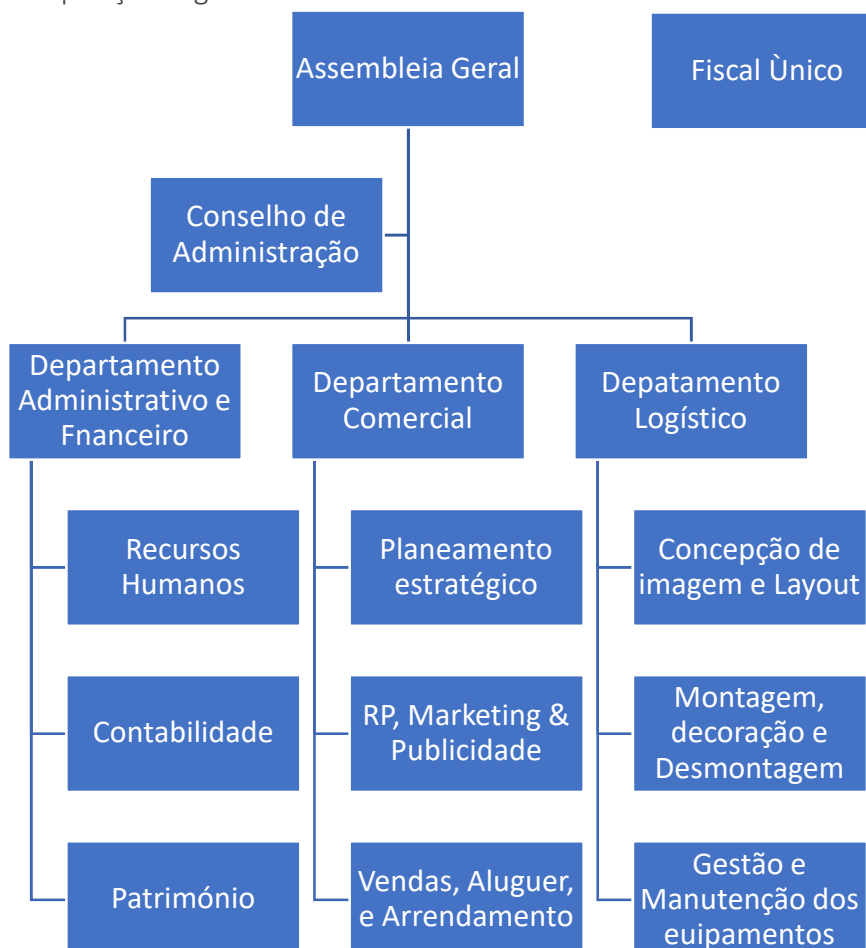 Assembleia Geral
Fiscal Ùnico
Conselho de
Administração
Departamento
Administrativo e
Fnanceiro
Departamento
Comercial
Depatamento
Logístico
Recursos
Humanos
Planeamento
estratégico
Concepção de
imagem e Layout
Contabilidade
RP, Marketing &
Publicidade
Montagem,
decoração e
Desmontagem
Património
Vendas, Aluguer,
e Arrendamento
Gestão e
Manutenção dos
euipamentos